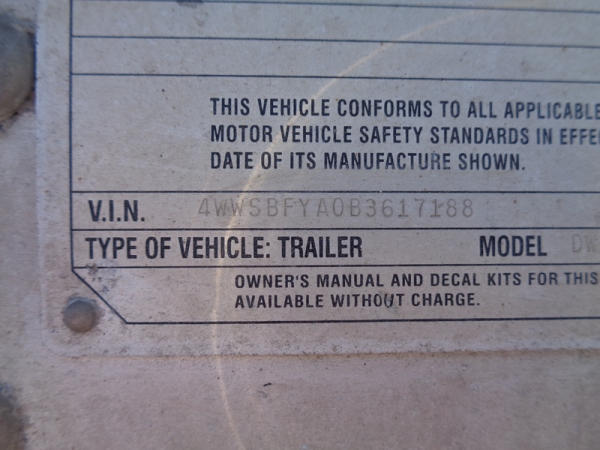 THIS VEHICLE CONFORMS TO ALL APPLICABLE
MOTOR VEHICLE SAFETY STANDARDS IN EFFE
DATE OF ITS MANUFACTURE SHOWN.
V.I.N. 4WWSBFYA0B3617188
TYPE OF VEHICLE: TRAILER MODEL DW
OWNER'S MANUAL AND DECAL KITS FOR THIS
AVAILABLE WITHOUT CHARGE.